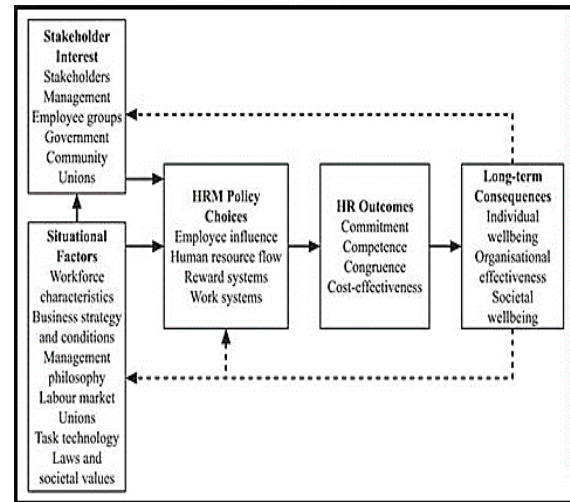 Stakeholder
Interest
Stakeholders
Management
Employee groups
Government
Community
Unions
Situational
Factors
Workforce
characteristics
Business strategy
and conditions
Management
philosophy
Labour market
Unions
Task technology
Laws and
societal values
HRM Policy
Choices
Employee influence
Human resource flow
Reward systems
Work systems
HR Outcomes
Commitment
Competence
Congruence
Cost-effectiveness
Long-term
Consequences
Individual
wellbeing
Organisational
effectiveness
Societal
wellbeing